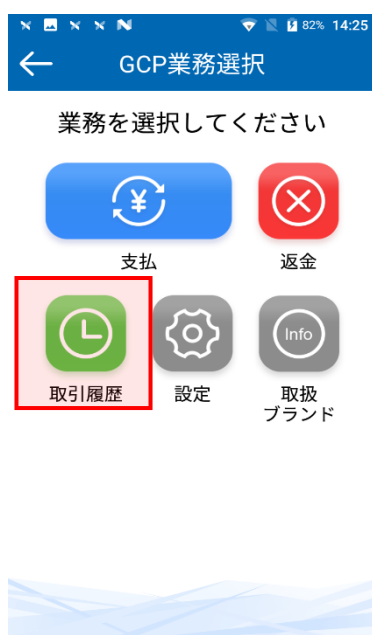 82% 14:25
GCP業務選択
業務を選択してください
¥
支払
返金
Info
取引履歴
設定
取扱
ブランド